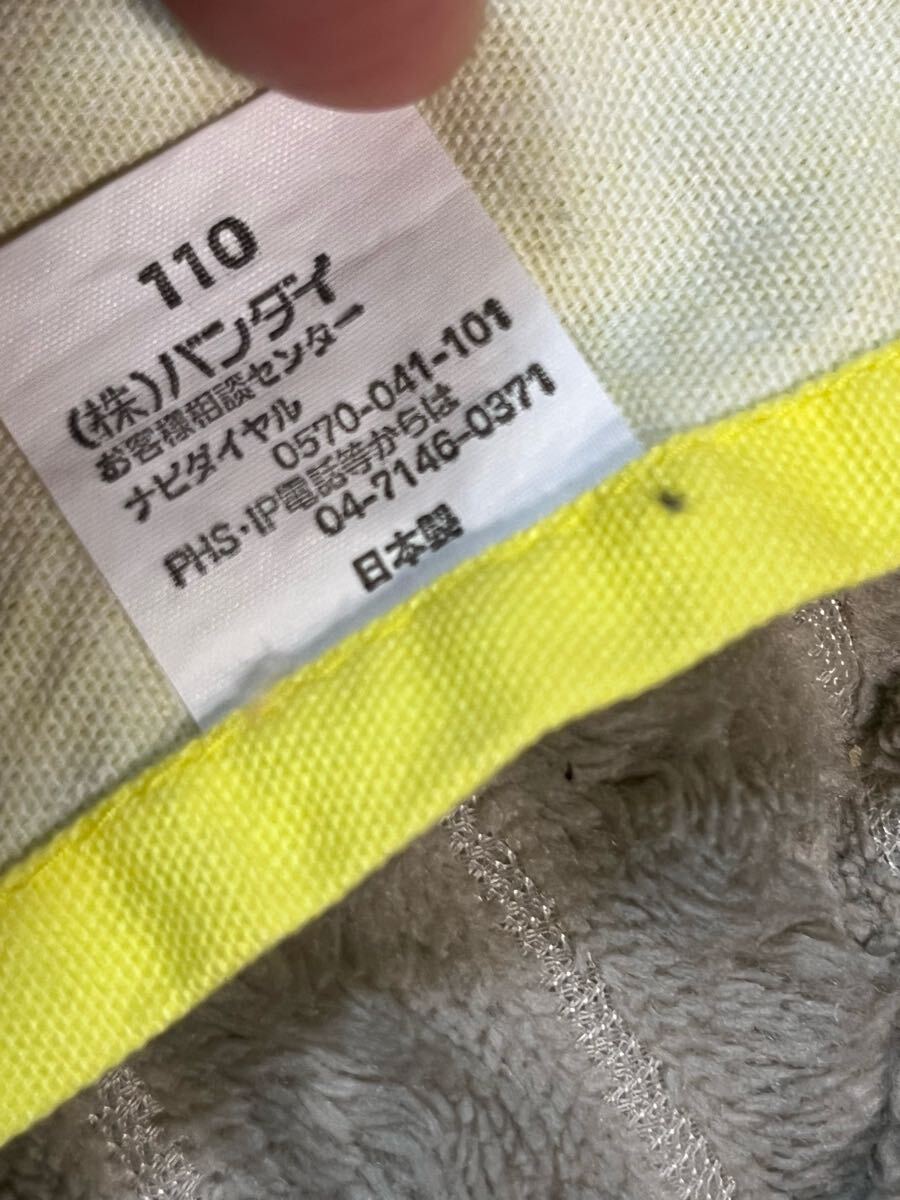 110
(株)バンダイ
お客様相談センター
ナビダイヤル
0570-041-101
PHS・IP電話等からは
04-7146-0371
日本製